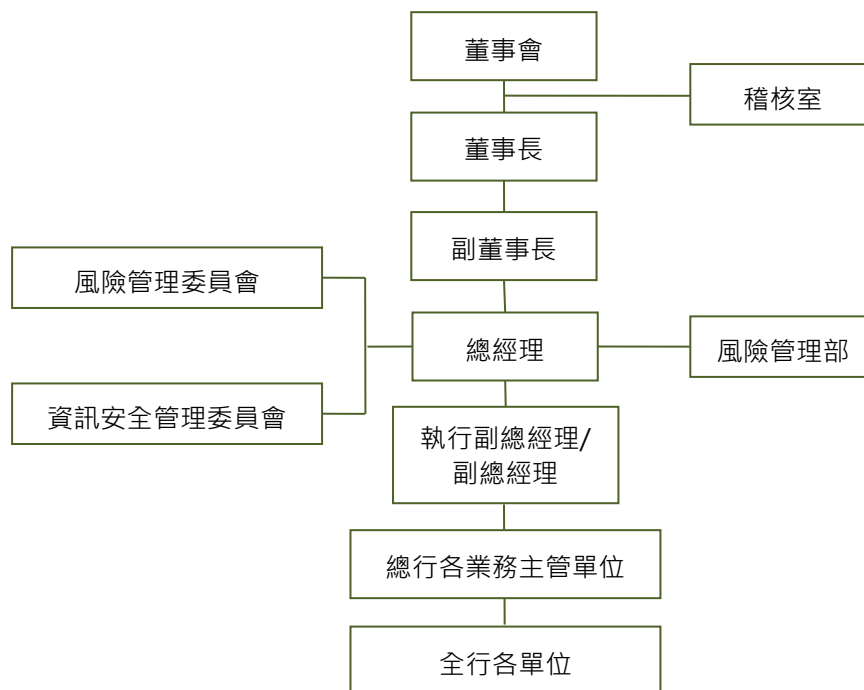 董事會
稽核室
董事長
副董事長
風險管理委員會
總經理
風險管理部
資訊安全管理委員會
執行副總經理/
副總經理
總行各業務主管單位
全行各單位